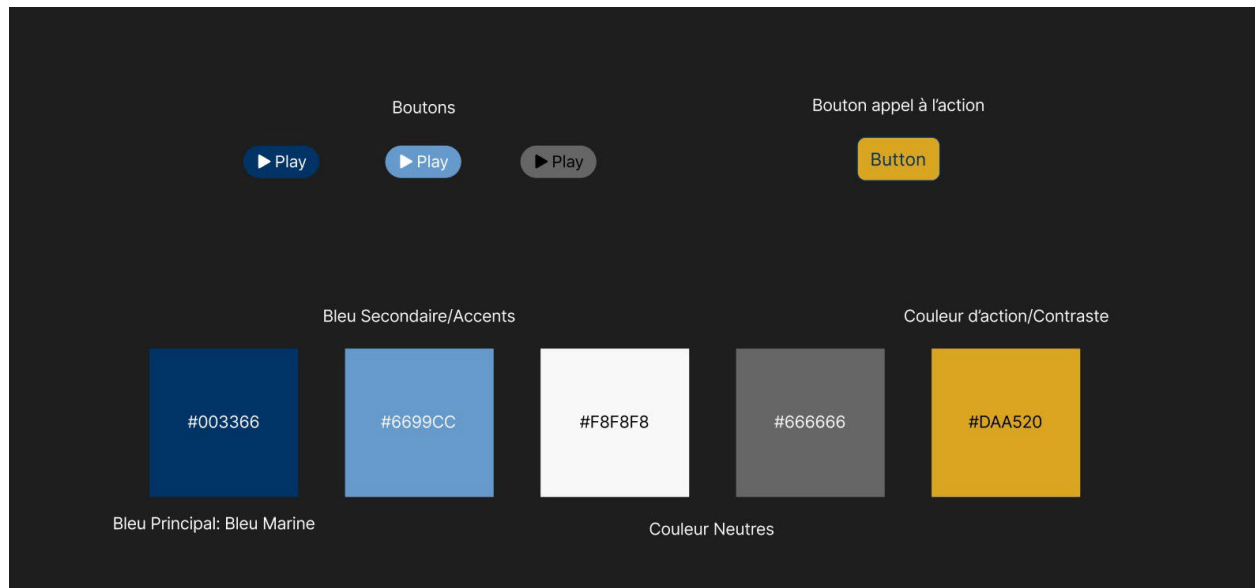 Boutons
Bouton appel à l'action
Play
Play
Play
Button
Bleu Secondaire/Accents
Couleur d'action/Contraste
#003366
#6699CC
#F8F8F8
#666666
#DAA520
Bleu Principal: Bleu Marine
Couleur Neutres